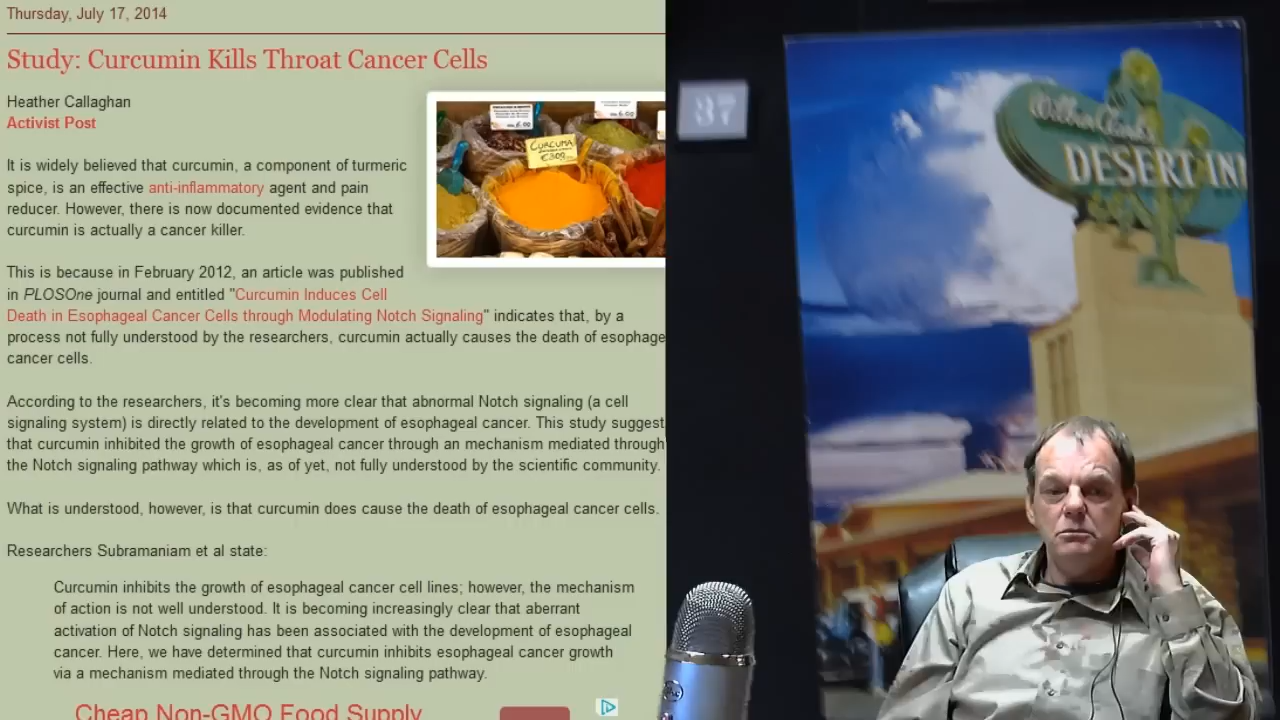 Thursday, July 17, 2014
Study: Curcumin Kills Throat Cancer Cells
Heather Callaghan
Activist Post
It is widely believed that curcumin, a component of turmeric
spice, is an effective anti-inflammatory agent and pain
reducer. However, there is now documented evidence that
curcumin is actually a cancer killer.
CURCUMA
This is because in February 2012, an article was published
in PLOSOne journal and entitled "Curcumin Induces Cell
Death in Esophageal Cancer Cells through Modulating Notch Signaling" indicates that, by a
process not fully understood by the researchers, curcumin actually causes the death of esophage
cancer cells.
According to the researchers, it's becoming more clear that abnormal Notch signaling (a cell
signaling system) is directly related to the development of esophageal cancer. This study suggest
that curcumin inhibited the growth of esophageal cancer through an mechanism mediated through
the Notch signaling pathway which is, as of yet, not fully understood by the scientific community.
What is understood, however, is that curcumin does cause the death of esophageal cancer cells.
Researchers Subramaniam et al state:
Curcumin inhibits the growth of esophageal cancer cell lines; however, the mechanism
of action is not well understood. It is becoming increasingly clear that aberrant
activation of Notch signaling has been associated with the development of esophageal
cancer. Here, we have determined that curcumin inhibits esophageal cancer growth
via a mechanism mediated through the Notch signaling pathway.
Cheap Non-GMO Food Supply
37
Wilbur Clark's
DESERT INN